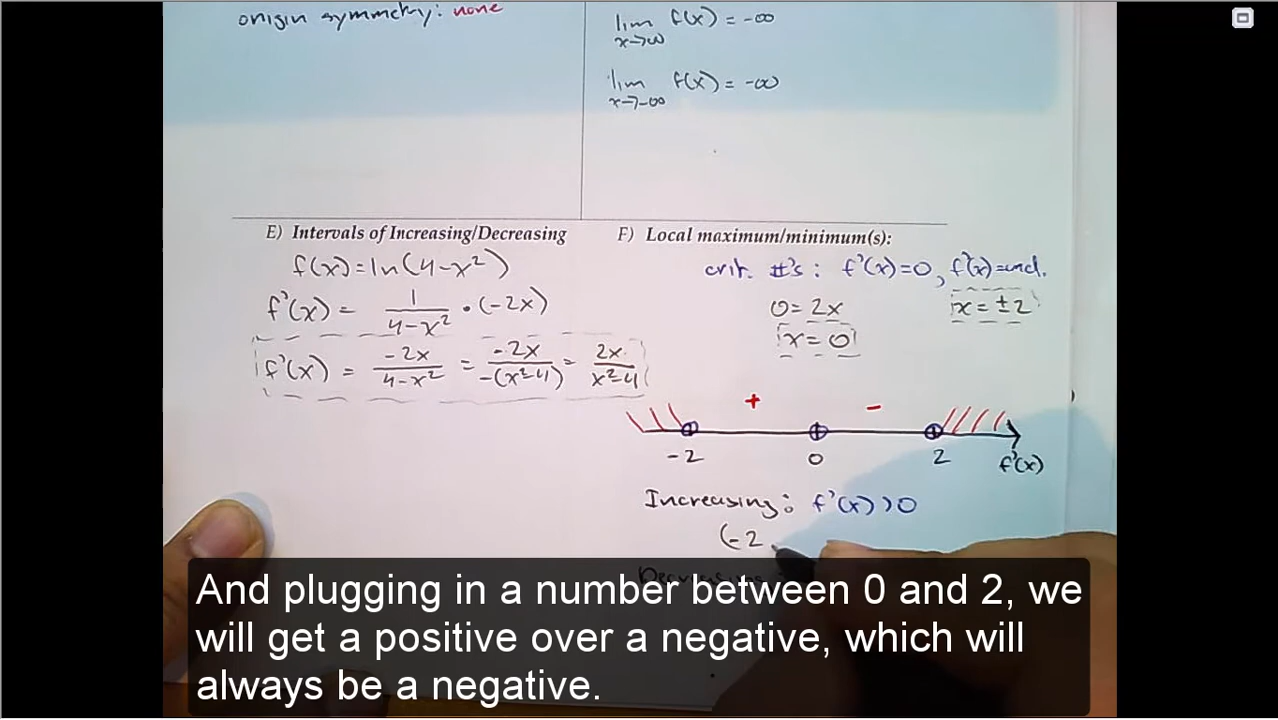 origin symmetry: none
lim f(x) = -∞
x→∞
lim f(x) = -∞
x→-∞
E) Intervals of Increasing/Decreasing
f(x)=ln(4-x²)
f'(x) = 1/(4-x²) • (-2x)
f'(x) = -2x/(4-x²) = -2x/-(x²-4) = 2x/(x²-4)
F) Local maximum/minimum(s):
crit. #'s : f'(x)=0, f'(x)=und.
0=2x x=±2
x=0
+ -
-2 0 2 f'(x)
Increasing: f'(x)>0
(-2
And plugging in a number between 0 and 2, we
will get a positive over a negative, which will
always be a negative.